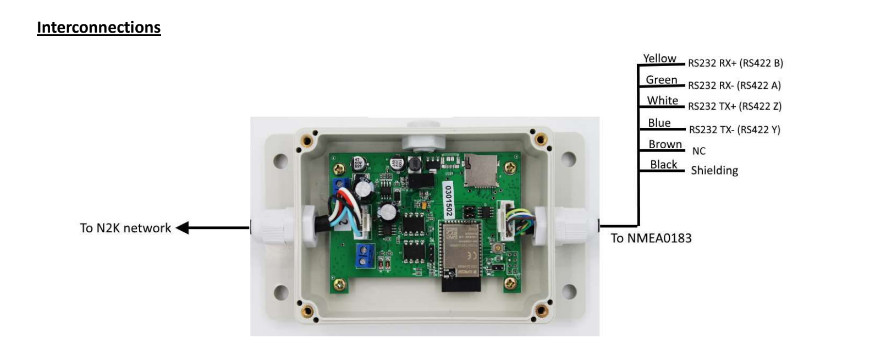 Interconnections
Yellow RS232 RX+ (RS422 B)
Green RS232 RX- (RS422 A)
White RS232 TX+ (RS422 Z)
Blue RS232 TX- (RS422 Y)
Brown NC
Black Shielding
To N2K network
To NMEA0183
0301502